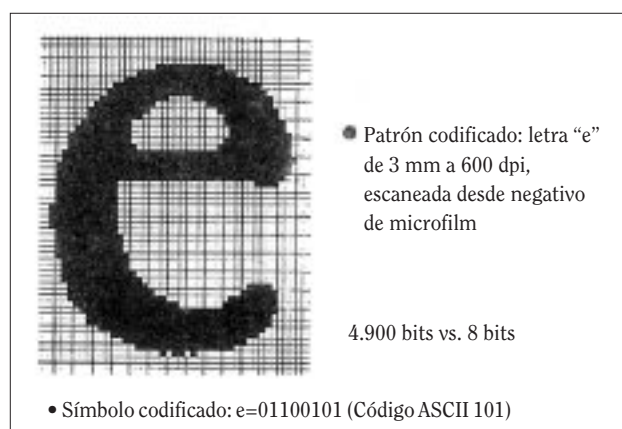 • Patrón codificado: letra “e”
de 3 mm a 600 dpi,
escaneada desde negativo
de microfilm
4.900 bits vs. 8 bits
• Símbolo codificado: e=01100101 (Código ASCII 101)